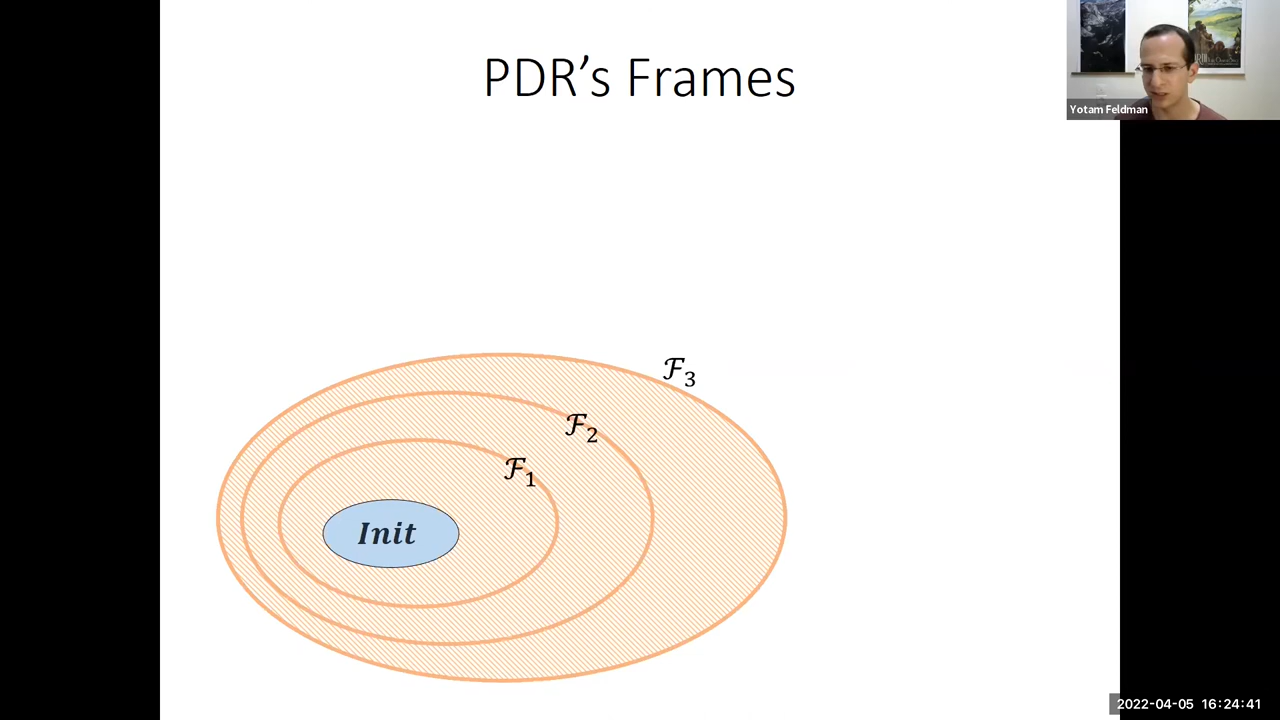 PDR's Frames
Yotam Feldman
ℱ3
ℱ2
ℱ1
Init
2022-04-05 16:24:41